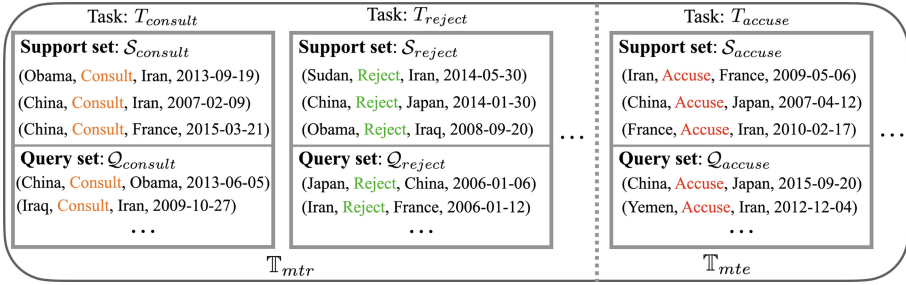 Task: T_consult
Support set: S_consult
(Obama, Consult, Iran, 2013-09-19)
(China, Consult, Iran, 2007-02-09)
(China, Consult, France, 2015-03-21)
Query set: Q_consult
(China, Consult, Obama, 2013-06-05)
(Iraq, Consult, Iran, 2009-10-27)
...
Task: T_reject
Support set: S_reject
(Sudan, Reject, Iran, 2014-05-30)
(China, Reject, Japan, 2014-01-30)
(Obama, Reject, Iraq, 2008-09-20)
Query set: Q_reject
(Japan, Reject, China, 2006-01-06)
(Iran, Reject, France, 2006-01-12)
...
...
𝕋_mtr
Task: T_accuse
Support set: S_accuse
(Iran, Accuse, France, 2009-05-06)
(China, Accuse, Japan, 2007-04-12)
(France, Accuse, Iran, 2010-02-17)
Query set: Q_accuse
(China, Accuse, Japan, 2015-09-20)
(Yemen, Accuse, Iran, 2012-12-04)
...
...
𝕋_mte